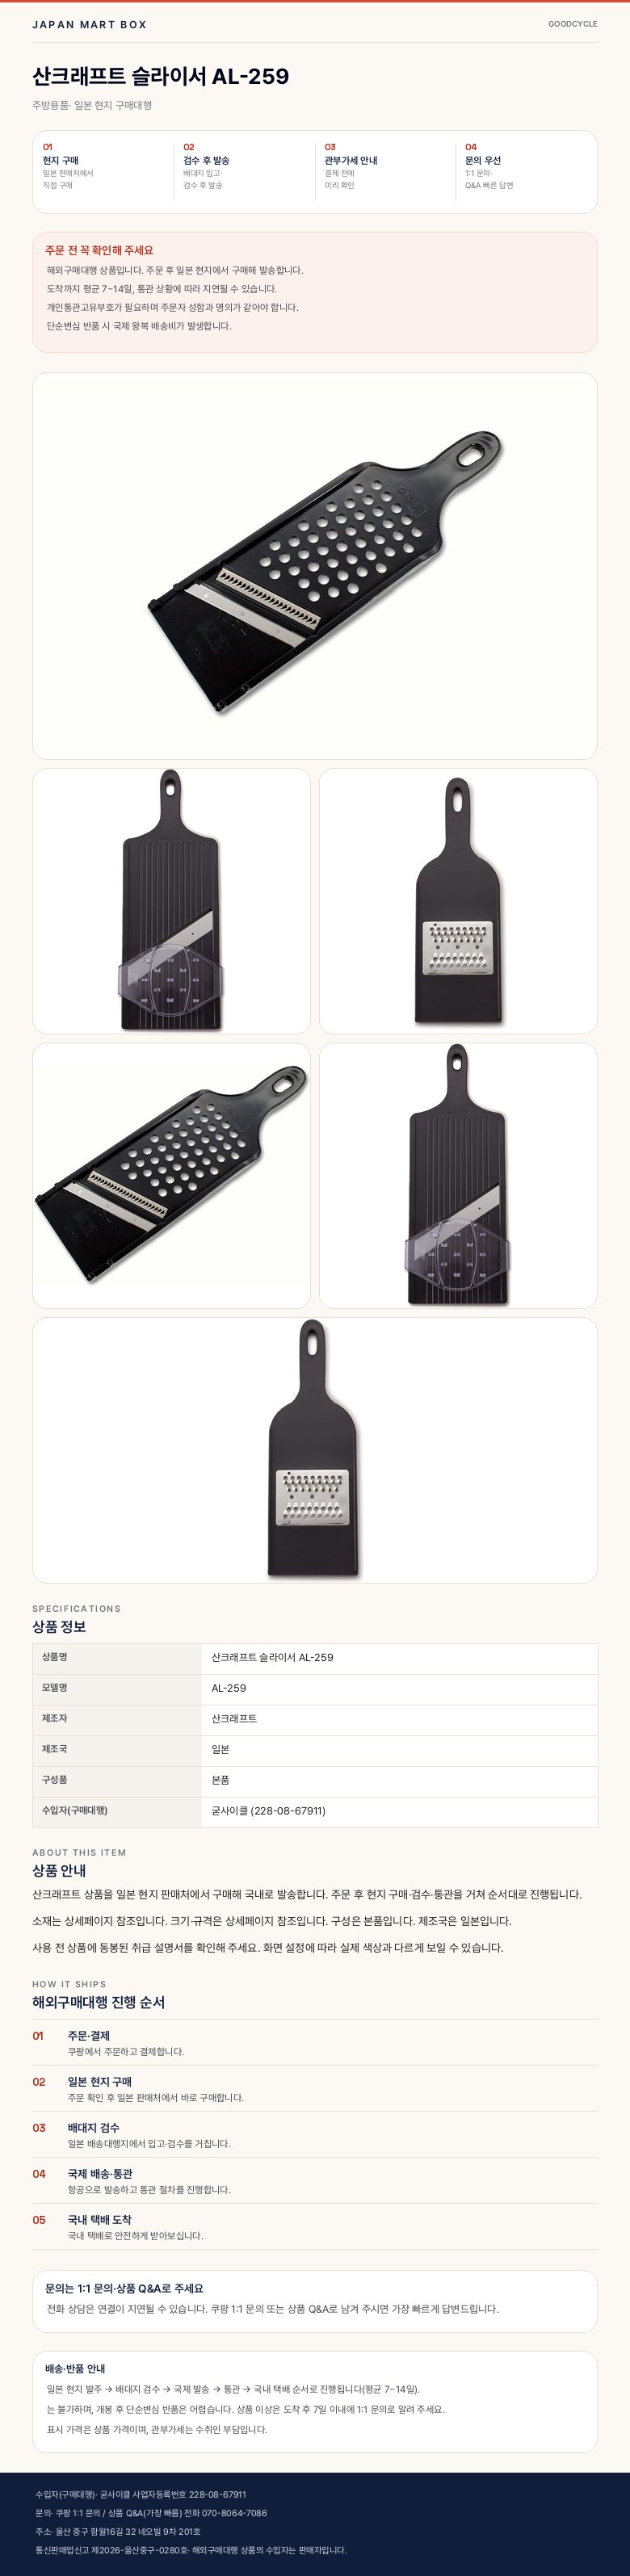 JAPAN MART BOX
GOODCYCLE
산크래프트 슬라이서 AL-259
주방용품· 일본 현지 구매대행
01
현지 구매
일본 판매처에서
직접 구매
02
검수 후 발송
배대지 입고·
검수 후 발송
03
관부가세 안내
결제 전에
미리 확인
04
문의 우선
1:1 문의·
Q&A 빠른 답변
주문 전 꼭 확인해 주세요
해외구매대행 상품입니다. 주문 후 일본 현지에서 구매해 발송합니다.
도착까지 평균 7~14일, 통관 상황에 따라 지연될 수 있습니다.
개인통관고유부호가 필요하며 주문자 성함과 명의가 같아야 합니다.
단순변심 반품 시 국제 왕복 배송비가 발생합니다.
SPECIFICATIONS
상품 정보
상품명 산크래프트 슬라이서 AL-259
모델명 AL-259
제조자 산크래프트
제조국 일본
구성품 본품
수입자(구매대행) 굳사이클 (228-08-67911)
ABOUT THIS ITEM
상품 안내
산크래프트 상품을 일본 현지 판매처에서 구매해 국내로 발송합니다. 주문 후 현지 구매·검수·통관을 거쳐 순서대로 진행됩니다.
소재는 상세페이지 참조입니다. 크기·규격은 상세페이지 참조입니다. 구성은 본품입니다. 제조국은 일본입니다.
사용 전 상품에 동봉된 취급 설명서를 확인해 주세요. 화면 설정에 따라 실제 색상과 다르게 보일 수 있습니다.
HOW IT SHIPS
해외구매대행 진행 순서
01 주문·결제
쿠팡에서 주문하고 결제합니다.
02 일본 현지 구매
주문 확인 후 일본 판매처에서 바로 구매합니다.
03 배대지 검수
일본 배송대행지에서 입고·검수를 거칩니다.
04 국제 배송·통관
항공으로 발송하고 통관 절차를 진행합니다.
05 국내 택배 도착
국내 택배로 안전하게 받아보십니다.
문의는 1:1 문의·상품 Q&A로 주세요
전화 상담은 연결이 지연될 수 있습니다. 쿠팡 1:1 문의 또는 상품 Q&A로 남겨 주시면 가장 빠르게 답변드립니다.
배송·반품 안내
일본 현지 발주 → 배대지 검수 → 국제 발송 → 통관 → 국내 택배 순서로 진행됩니다(평균 7~14일).
는 불가하며, 개봉 후 단순변심 반품은 어렵습니다. 상품 이상은 도착 후 7일 이내에 1:1 문의로 알려 주세요.
표시 가격은 상품 가격이며, 관부가세는 수취인 부담입니다.
수입자(구매대행)· 굳사이클 사업자등록번호 228-08-67911
문의· 쿠팡 1:1 문의 / 상품 Q&A(가장 빠름) 전화 070-8064-7086
주소· 울산 중구 함월16길 32 네오빌 9차 201호
통신판매업신고 제2026-울산중구-0280호· 해외구매대행 상품의 수입자는 판매자입니다.